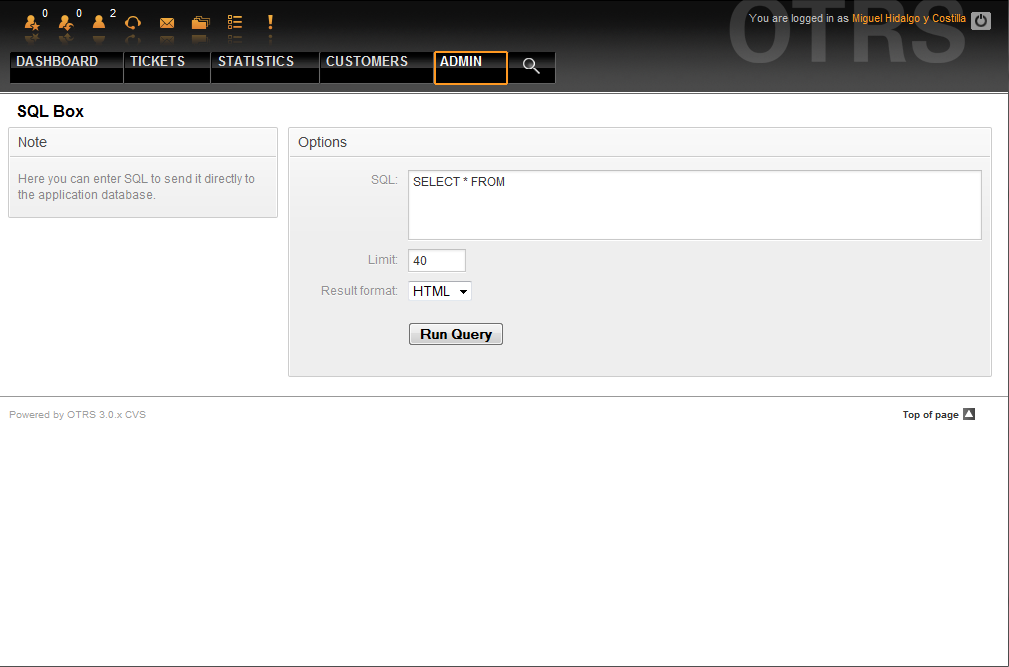 0 0 2
You are logged in as Miguel Hidalgo y Costilla
OTRS
DASHBOARD TICKETS STATISTICS CUSTOMERS ADMIN
SQL Box
Note
Here you can enter SQL to send it directly to
the application database.
Options
SQL: SELECT * FROM
Limit: 40
Result format: HTML
Run Query
Powered by OTRS 3.0.x CVS
Top of page